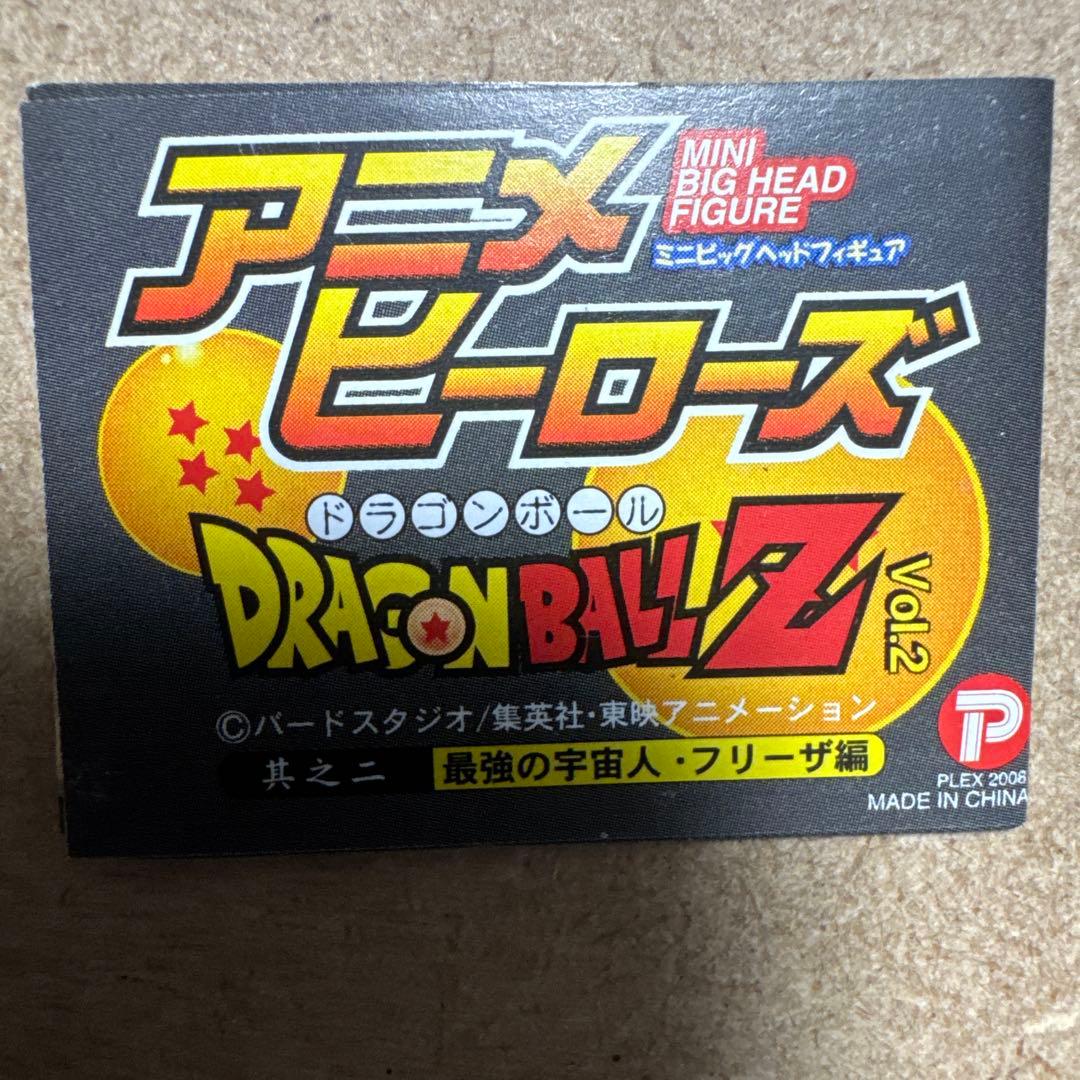 アニメ
ヒーローズ
MINI
BIG HEAD
FIGURE
ミニビッグヘッドフィギュア
ドラゴンボール
DRAGON BALL Z
Vol.2
©バードスタジオ/集英社・東映アニメーション
其之二 最強の宇宙人・フリーザ編
P
PLEX 2006
MADE IN CHINA